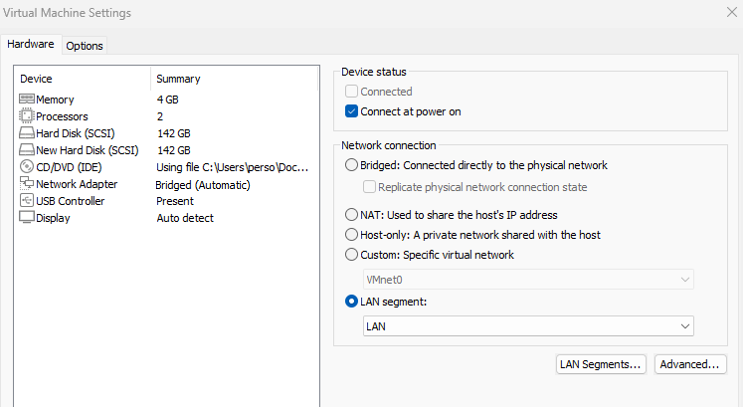 Virtual Machine Settings
Hardware Options
Device Summary
Memory 4 GB
Processors 2
Hard Disk (SCSI) 142 GB
New Hard Disk (SCSI) 142 GB
CD/DVD (IDE) Using file C:\Users\perso\Doc...
Network Adapter Bridged (Automatic)
USB Controller Present
Display Auto detect
Device status
Connected
Connect at power on
Network connection
Bridged: Connected directly to the physical network
Replicate physical network connection state
NAT: Used to share the host's IP address
Host-only: A private network shared with the host
Custom: Specific virtual network
VMnet0
LAN segment:
LAN
LAN Segments... Advanced...